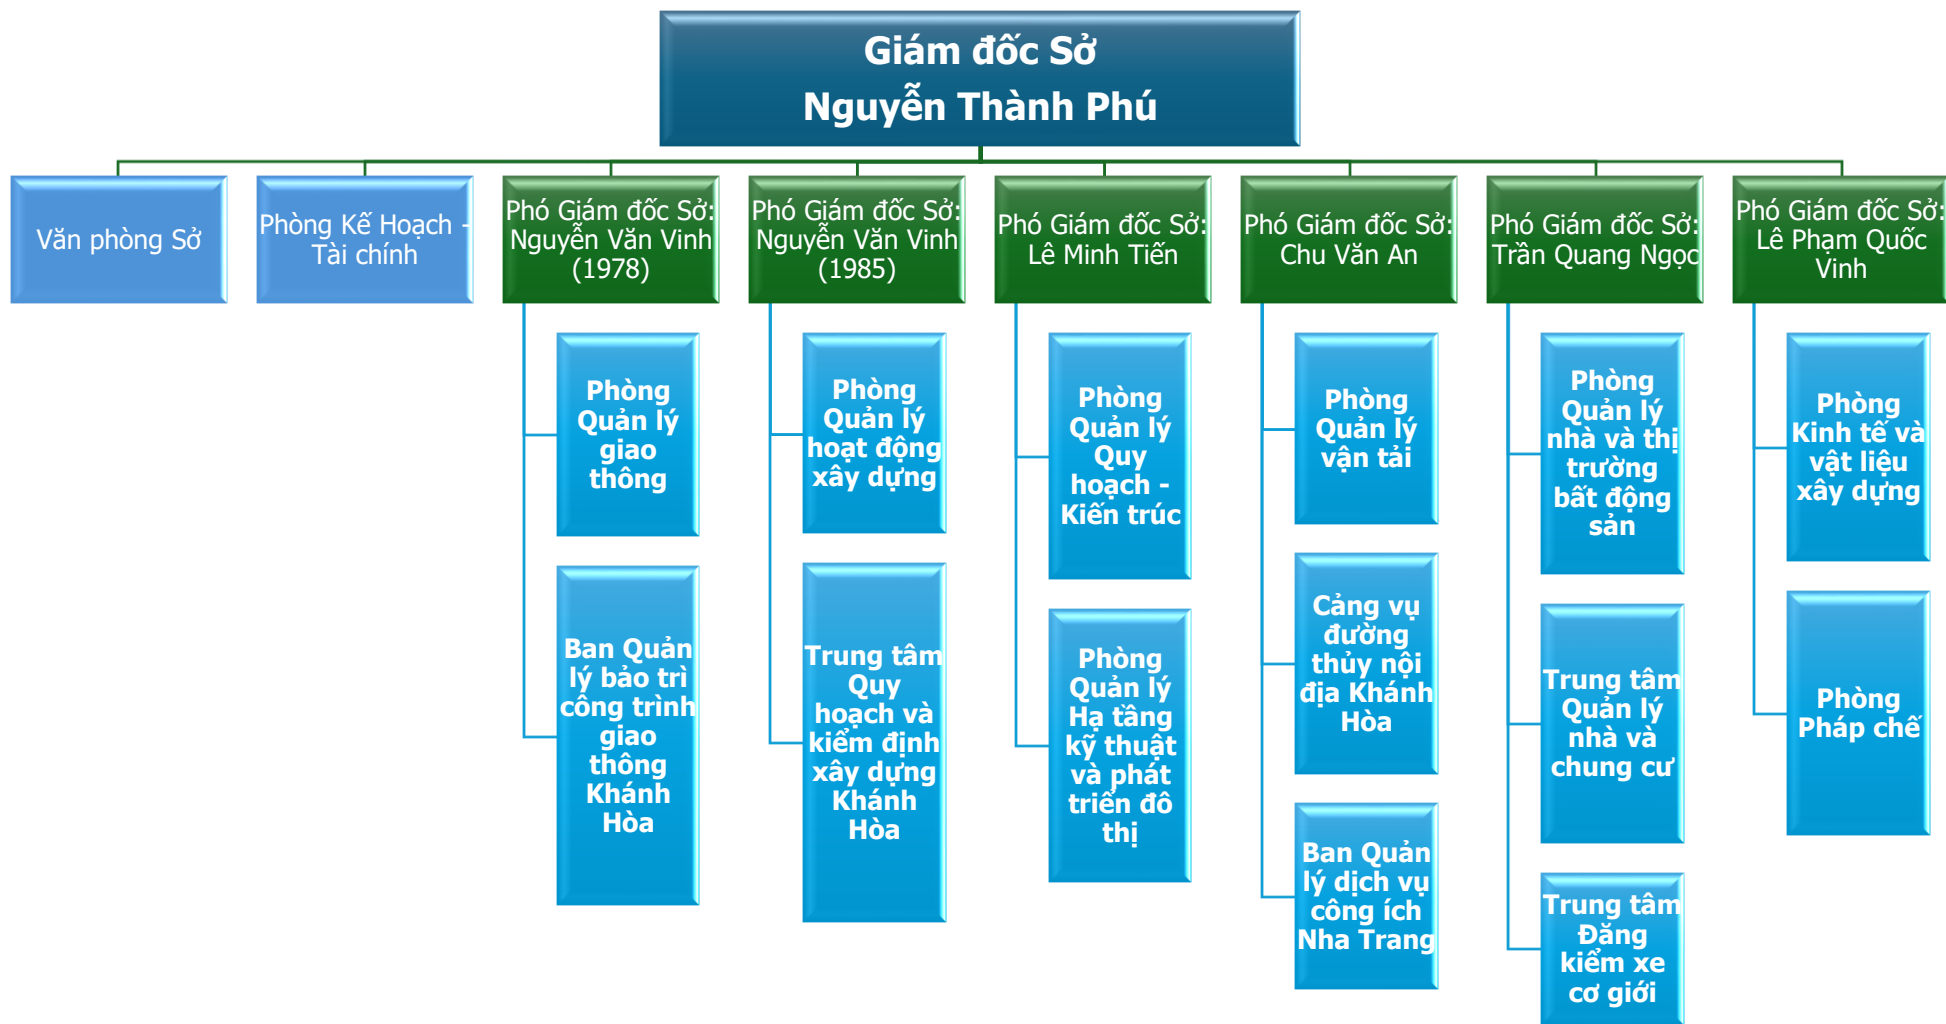 Giám đốc Sở
Nguyễn Thành Phú
Văn phòng Sở
Phòng Kế Hoạch -
Tài chính
Phó Giám đốc Sở:
Nguyễn Văn Vinh
(1978)
Phó Giám đốc Sở:
Nguyễn Văn Vinh
(1985)
Phó Giám đốc Sở:
Lê Minh Tiến
Phó Giám đốc Sở:
Chu Văn An
Phó Giám đốc Sở:
Trần Quang Ngọc
Phó Giám đốc Sở:
Lê Phạm Quốc
Vinh
Phòng
Quản lý
giao
thông
Ban Quản
lý bảo trì
công trình
giao
thông
Khánh
Hòa
Phòng
Quản lý
hoạt động
xây dựng
Trung tâm
Quy
hoạch và
kiểm định
xây dựng
Khánh
Hòa
Phòng
Quản lý
Quy
hoạch -
Kiến trúc
Phòng
Quản lý
Hạ tầng
kỹ thuật
và phát
triển đô
thị
Phòng
Quản lý
vận tải
Cảng vụ
đường
thủy nội
địa Khánh
Hòa
Ban Quản
lý dịch vụ
công ích
Nha Trang
Phòng
Quản lý
nhà và thị
trường
bất động
sản
Trung tâm
Quản lý
nhà và
chung cư
Trung tâm
Đăng
kiểm xe
cơ giới
Phòng
Kinh tế và
vật liệu
xây dựng
Phòng
Pháp chế